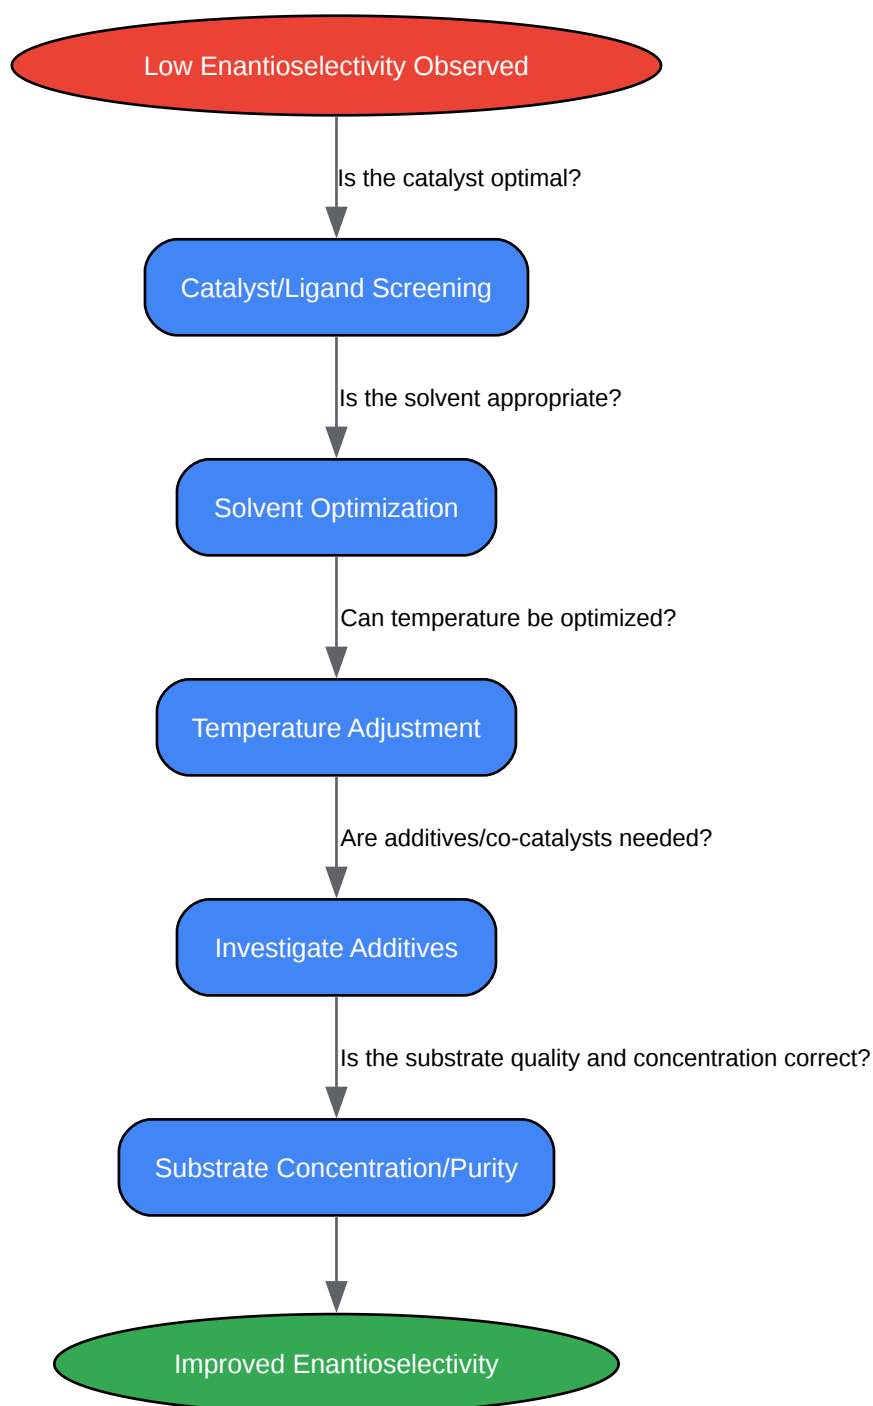 Low Enantioselectivity Observed
Is the catalyst optimal?
Catalyst/Ligand Screening
Is the solvent appropriate?
Solvent Optimization
Can temperature be optimized?
Temperature Adjustment
Are additives/co-catalysts needed?
Investigate Additives
Is the substrate quality and concentration correct?
Substrate Concentration/Purity
Improved Enantioselectivity